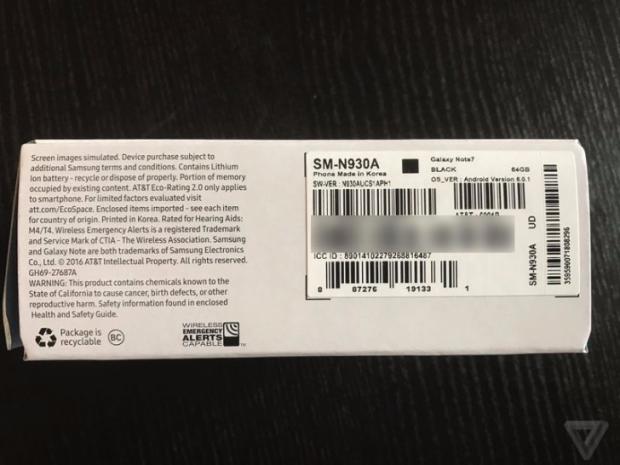 Screen images simulated. Device purchase subject to
additional Samsung terms and conditions. Contains Lithium
Ion battery - recycle or dispose of properly. Portion of memory
occupied by existing content. AT&T Eco-Rating 2.0 only applies
to smartphone. For limited factors evaluated visit
att.com/EcoSpace. Enclosed items imported - see each item
for country of origin. Printed in Korea. Rated for Hearing Aids:
M4/T4. Wireless Emergency Alerts is a registered Trademark
and Service Mark of CTIA - The Wireless Association. Samsung
and Galaxy Note are both trademarks of Samsung Electronics
Co., Ltd. © 2016 AT&T Intellectual Property. All rights reserved.
GH69-27687A
WARNING: This product contains chemicals known to the
State of California to cause cancer, birth defects, or other
reproductive harm. Safety information found in enclosed
Health and Safety Guide.
Package is
recyclable
BC
WIRELESS
EMERGENCY
ALERTS
CAPABLE™
SM-N930A
Phone Made in Korea
Galaxy Note7
BLACK 64GB
OS_VER : Android Version 6.0.1
SW-VER : N930AUCS1APH1
ICC ID : 89014102279268816487
8 87276 19133 1
SM-N930A UD
359590071808296